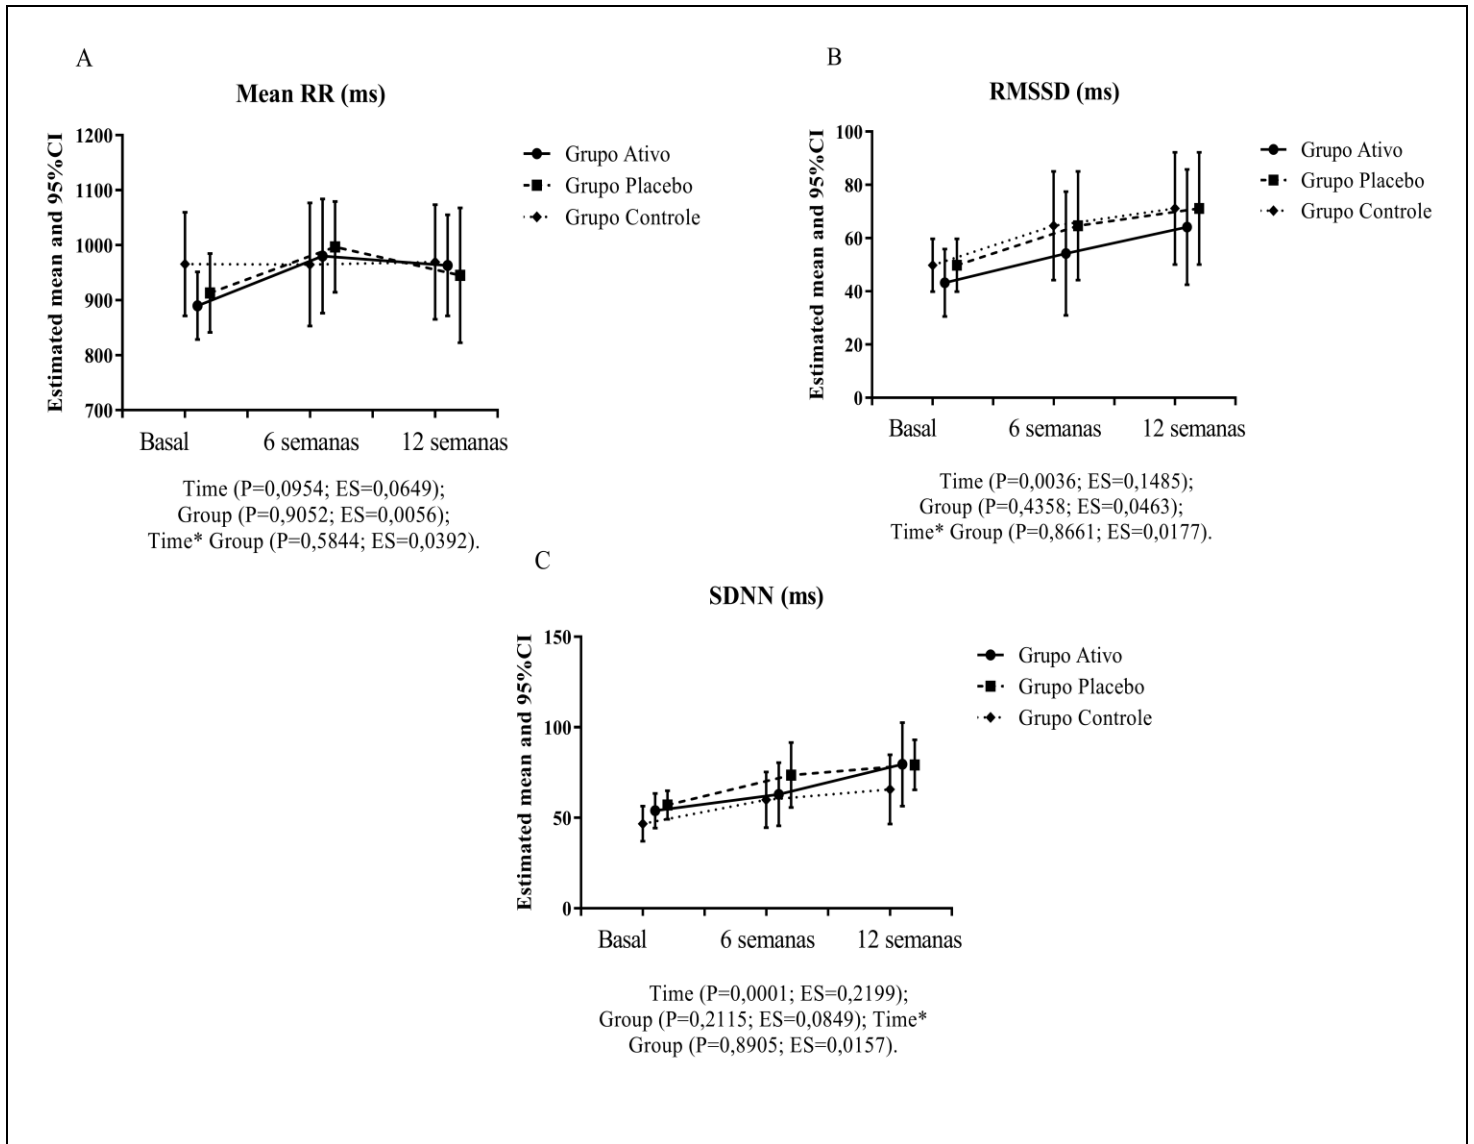 A
Mean RR (ms)
Estimated mean and 95%CI
1200
1100
1000
900
800
700
Basal
6 semanas
12 semanas
Grupo Ativo
Grupo Placebo
Grupo Controle
Time (P=0,0954; ES=0,0649);
Group (P=0,9052; ES=0,0056);
Time* Group (P=0,5844; ES=0,0392).
B
RMSSD (ms)
Estimated mean and 95%CI
100
80
60
40
20
0
Basal
6 semanas
12 semanas
Grupo Ativo
Grupo Placebo
Grupo Controle
Time (P=0,0036; ES=0,1485);
Group (P=0,4358; ES=0,0463);
Time* Group (P=0,8661; ES=0,0177).
C
SDNN (ms)
Estimated mean and 95%CI
150
100
50
0
Basal
6 semanas
12 semanas
Grupo Ativo
Grupo Placebo
Grupo Controle
Time (P=0,0001; ES=0,2199);
Group (P=0,2115; ES=0,0849); Time*
Group (P=0,8905; ES=0,0157).